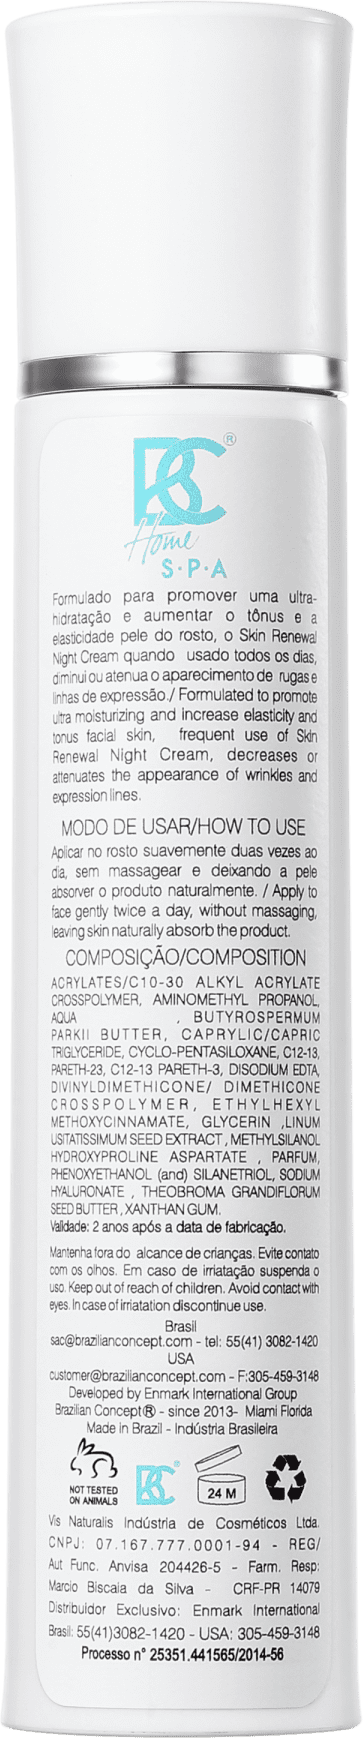 BC®
Home
S·P·A
Formulado para promover uma ultra-
hidratação e aumentar o tônus e a
elasticidade pele do rosto, o Skin Renewal
Night Cream quando usado todos os dias,
diminui ou atenua o aparecimento de rugas e
linhas de expressão./ Formulated to promote
ultra moisturizing and increase elasticity and
tonus facial skin, frequent use of Skin
Renewal Night Cream, decreases or
attenuates the appearance of wrinkles and
expression lines.
MODO DE USAR/HOW TO USE
Aplicar no rosto suavemente duas vezes ao
dia, sem massagear e deixando a pele
absorver o produto naturalmente. / Apply to
face gently twice a day, without massaging,
leaving skin naturally absorb the product.
COMPOSIÇÃO/COMPOSITION
ACRYLATES/C10-30 ALKYL ACRYLATE
CROSSPOLYMER, AMINOMETHYL PROPANOL,
AQUA , BUTYROSPERMUM
PARKII BUTTER, CAPRYLIC/CAPRIC
TRIGLYCERIDE, CYCLO-PENTASILOXANE, C12-13,
PARETH-23, C12-13 PARETH-3, DISODIUM EDTA,
DIVINYLDIMETHICONE/ DIMETHICONE
CROSSPOLYMER, ETHYLHEXYL
METHOXYCINNAMATE, GLYCERIN ,LINUM
USITATISSIMUM SEED EXTRACT , METHYLSILANOL
HYDROXYPROLINE ASPARTATE , PARFUM,
PHENOXYETHANOL (and) SILANETRIOL, SODIUM
HYALURONATE , THEOBROMA GRANDIFLORUM
SEED BUTTER , XANTHAN GUM.
Validade: 2 anos após a data de fabricação.
Mantenha fora do alcance de crianças. Evite contato
com os olhos. Em caso de irriatação suspenda o
uso. Keep out of reach of children. Avoid contact with
eyes. In case of irriatation discontinue use.
Brasil
sac@brazilianconcept.com - tel: 55(41) 3082-1420
USA
customer@brazilianconcept.com - F:305-459-3148
Developed by Enmark International Group
Brazilian Concept® - since 2013- Miami Florida
Made in Brazil - Indústria Brasileira
NOT TESTED
ON ANIMALS
BC
24 M
Vis Naturalis Indústria de Cosméticos Ltda.
CNPJ: 07.167.777.0001-94 - REG/
Aut Func. Anvisa 204426-5 - Farm. Resp:
Marcio Biscaia da Silva - CRF-PR 14079
Distribuidor Exclusivo: Enmark International
Brasil: 55(41)3082-1420 - USA: 305-459-3148
Processo n° 25351.441565/2014-56